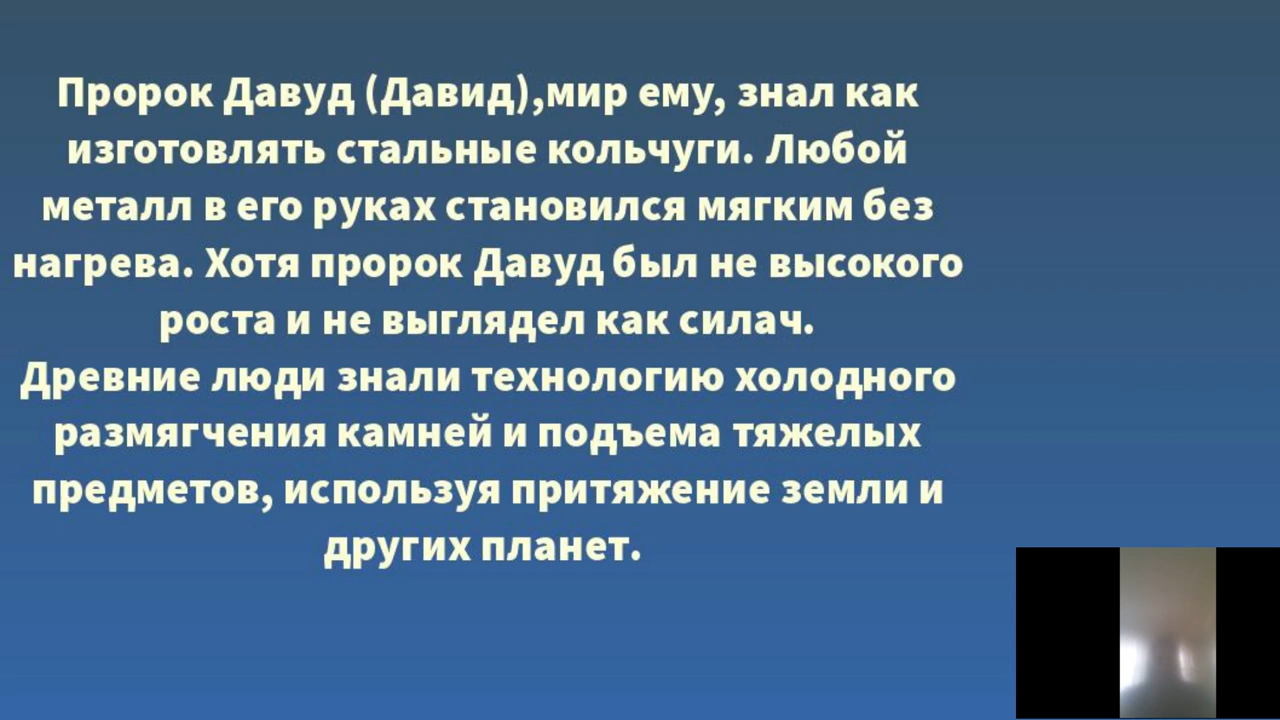 Пророк Давуд (Давид),мир ему, знал как
изготовлять стальные кольчуги. Любой
металл в его руках становился мягким без
нагрева. Хотя пророк Давуд был не высокого
роста и не выглядел как силач.
Древние люди знали технологию холодного
размягчения камней и подъема тяжелых
предметов, используя притяжение земли и
других планет.